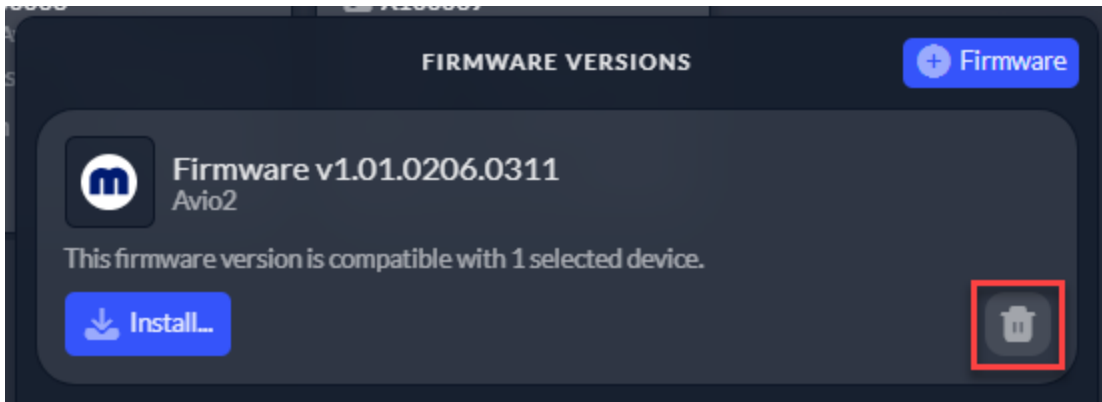 FIRMWARE VERSIONS
Firmware
m
Firmware v1.01.0206.0311
Avio2
This firmware version is compatible with 1 selected device.
Install...